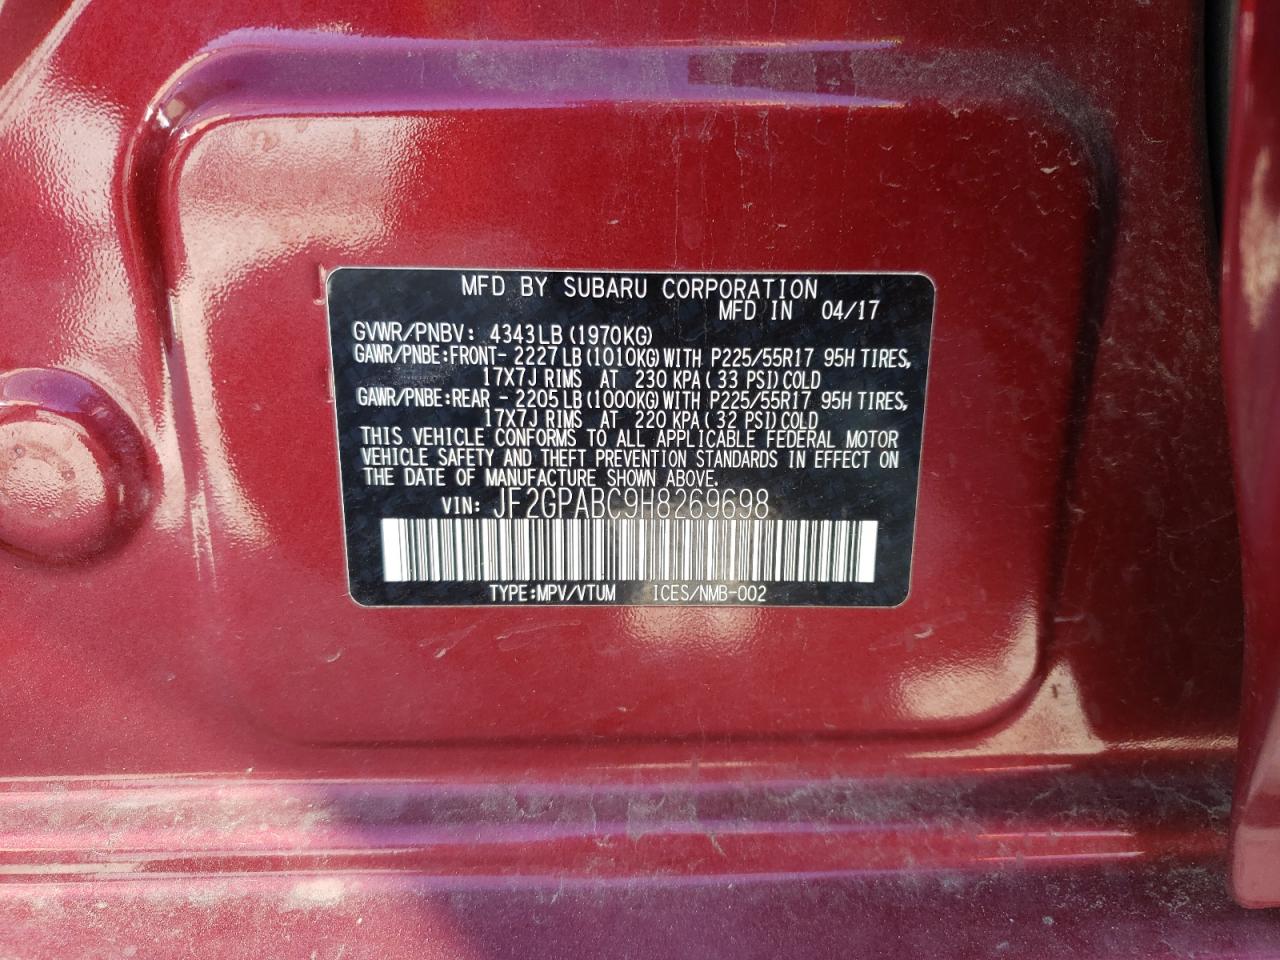 MFD BY SUBARU CORPORATION
MFD IN 04/17
GVWR/PNBV: 4343LB (1970KG)
GAWR/PNBE:FRONT- 2227LB (1010KG) WITH P225/55R17 95H TIRES,
17X7J RIMS AT 230 KPA ( 33 PSI) COLD
GAWR/PNBE:REAR - 2205LB (1000KG) WITH P225/55R17 95H TIRES,
17X7J RIMS AT 220 KPA ( 32 PSI) COLD
THIS VEHICLE CONFORMS TO ALL APPLICABLE FEDERAL MOTOR
VEHICLE SAFETY AND THEFT PREVENTION STANDARDS IN EFFECT ON
THE DATE OF MANUFACTURE SHOWN ABOVE.
VIN: JF2GPABC9H8269698
TYPE:MPV/VTUM ICES/NMB-002